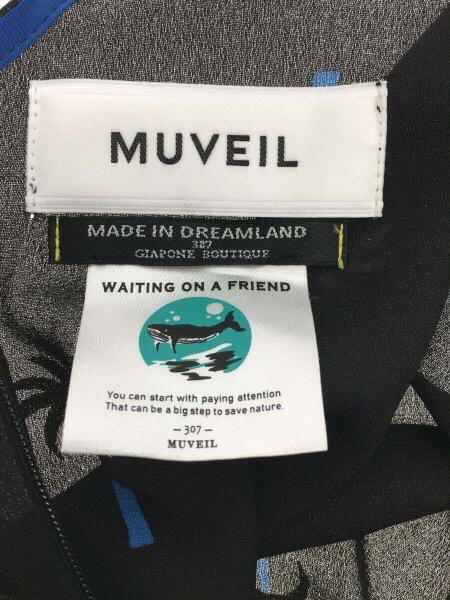 MUVEIL
MADE IN DREAMLAND
387
GIAPONE BOUTIQUE
WAITING ON A FRIEND
You can start with paying attention
That can be a big step to save nature.
— 307 —
MUVEIL